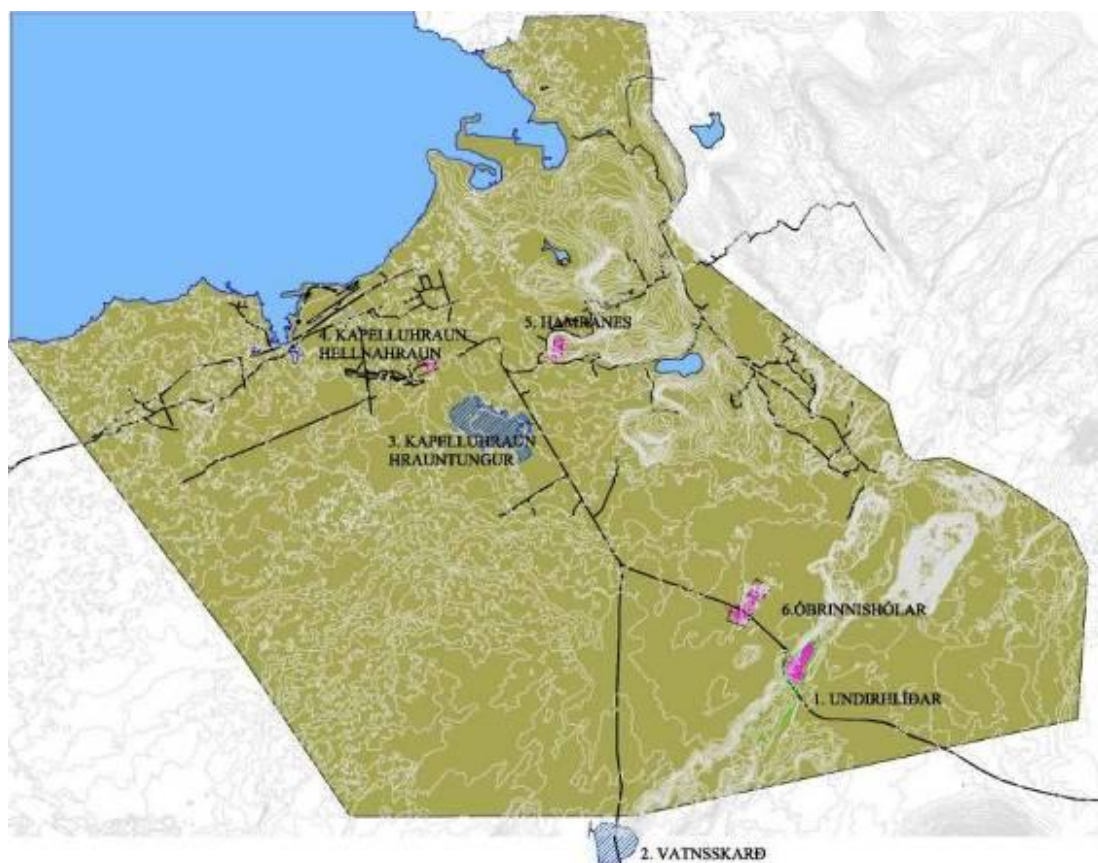 5. HAMRANES
4. KAPELLUHRAUN
HELLNAHRAUN
3. KAPELLUHRAUN
HRAUNTUNGUR
6.ÓBRINNISHÓLAR
1. UNDIRHLÍÐAR
2. VATNSSKARÐ